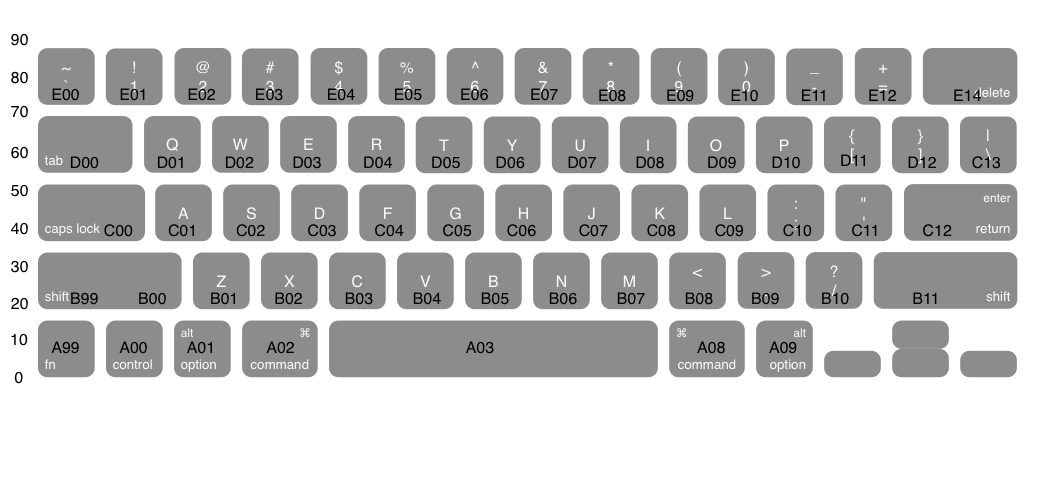 90
~ ! @ # $ % ^ & * ( ) _ +
80 ` 1 2 3 4 5 6 7 8 9 0 - =
E00 E01 E02 E03 E04 E05 E06 E07 E08 E09 E10 E11 E12 E14 delete
70
Q W E R T Y U I O P { } |
60 tab D00 D01 D02 D03 D04 D05 D06 D07 D08 D09 D10 D11 [ D12 ] C13 \
50
A S D F G H J K L : " enter
40 caps lock C00 C01 C02 C03 C04 C05 C06 C07 C08 C09 C10 ; C11 ' C12 return
30
Z X C V B N M < > ?
20 shift B99 B00 B01 B02 B03 B04 B05 B06 B07 B08 B09 B10 / B11 shift
10 alt ⌘ ⌘ alt
A99 A00 A01 A02 A03 A08 A09
fn control option command command option
0